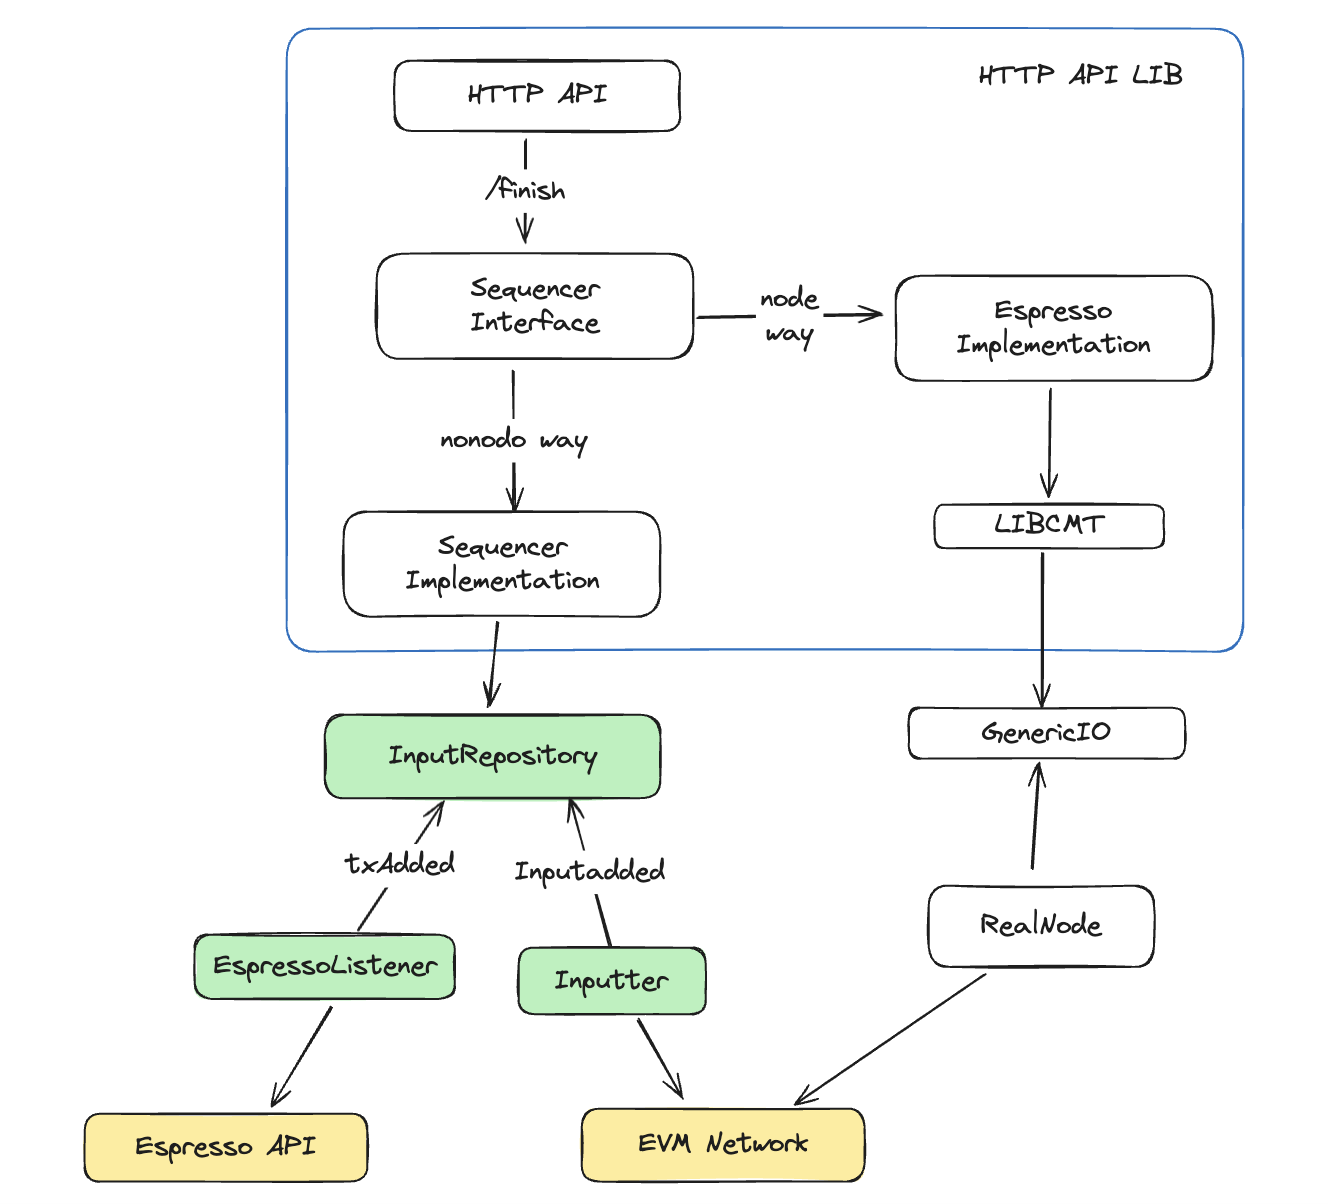 HTTP API LIB
HTTP API
/finish
Sequencer
Interface
node
way
Espresso
Implementation
nonodo way
LIBCMT
Sequencer
Implementation
InputRepository
GenericIO
txAdded
Inputadded
RealNode
EspressoListener
Inputter
Espresso API
EVM Network